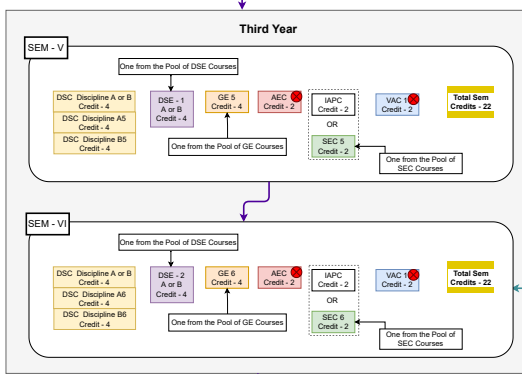 Third Year
SEM - V
One from the Pool of DSE Courses
DSC Discipline A or B
Credit - 4
DSC Discipline A5
Credit - 4
DSC Discipline B5
Credit - 4
DSE - 1
A or B
Credit - 4
GE 5
Credit - 4
AEC
Credit - 2
IAPC
Credit - 2
OR
SEC 5
Credit - 2
VAC 1
Credit - 2
Total Sem
Credits - 22
One from the Pool of GE Courses
One from the Pool of
SEC Courses
SEM - VI
One from the Pool of DSE Courses
DSC Discipline A or B
Credit - 4
DSC Discipline A6
Credit - 4
DSC Discipline B6
Credit - 4
DSE - 2
A or B
Credit - 4
GE 6
Credit - 4
AEC
Credit - 2
IAPC
Credit - 2
OR
SEC 6
Credit - 2
VAC 1
Credit - 2
Total Sem
Credits - 22
One from the Pool of GE Courses
One from the Pool of
SEC Courses